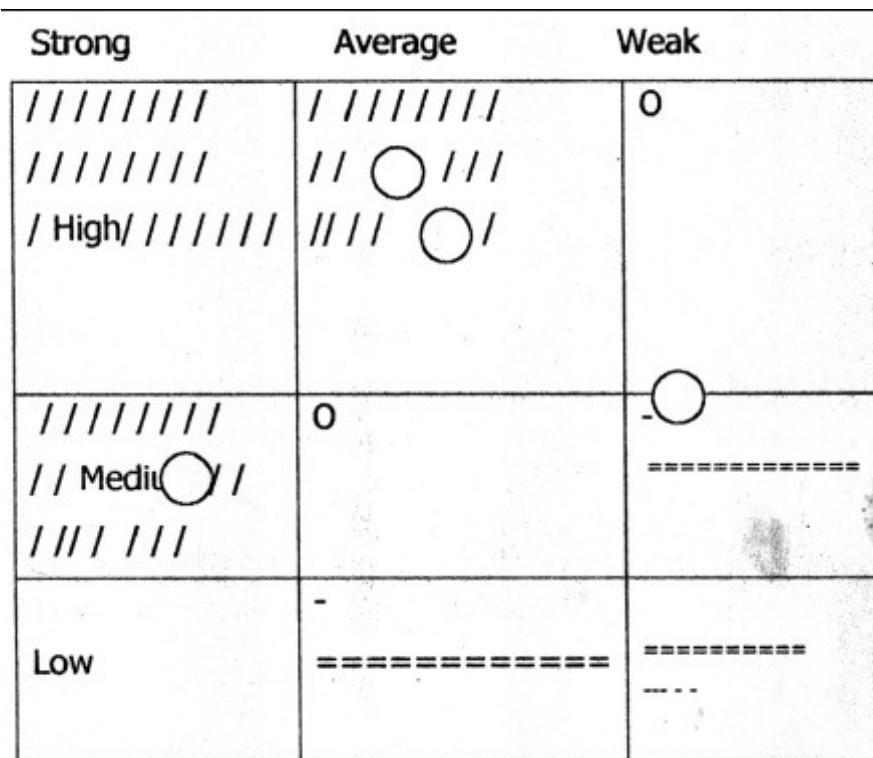 Strong Average Weak
/ / / / / / / / / / / / / / / / O
/ / / / / / / / / / / / /
/ High/ / / / / / / // / / /
/ / / / / / / / O -
/ / Mediu / / =============
/ // / / / /
-
Low ============ ==========
--- - -